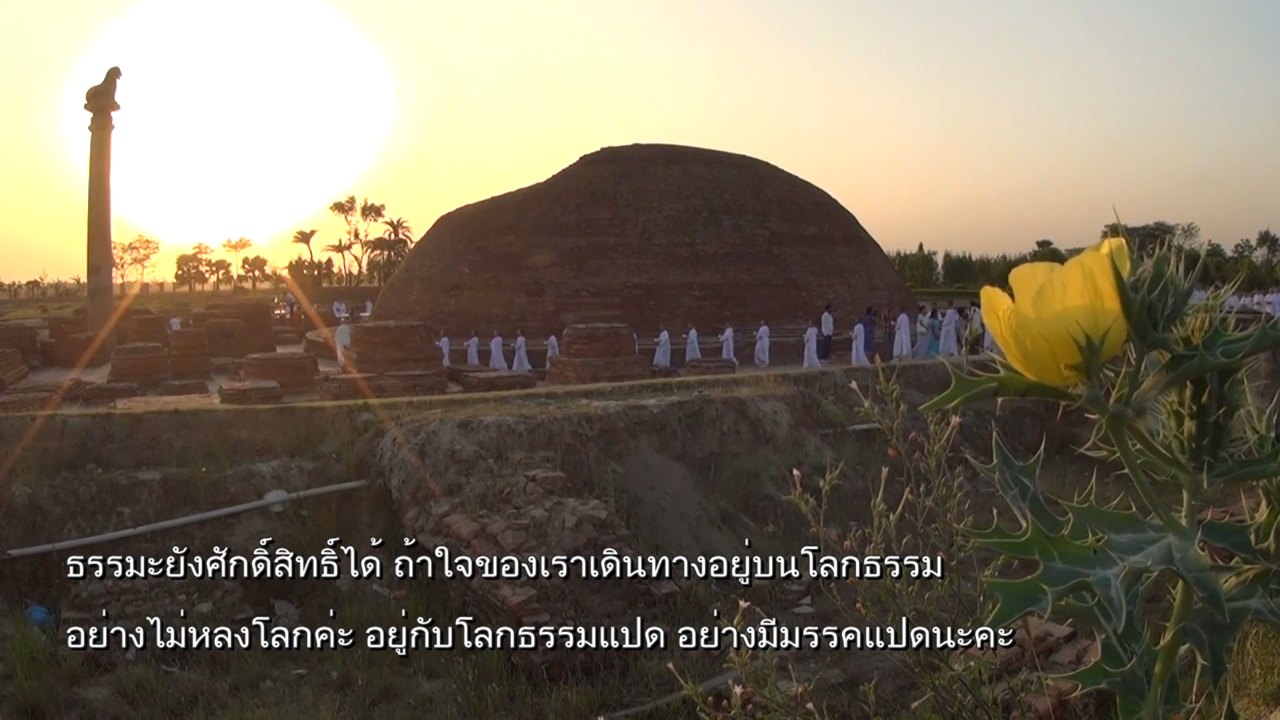 ธรรมะยังศักดิ์สิทธิ์ได้ ถ้าใจของเราเดินทางอยู่บนโลกธรรม
อย่างไม่หลงโลกค่ะ อยู่กับโลกธรรมแปด อย่างมีมรรคแปดนะคะ